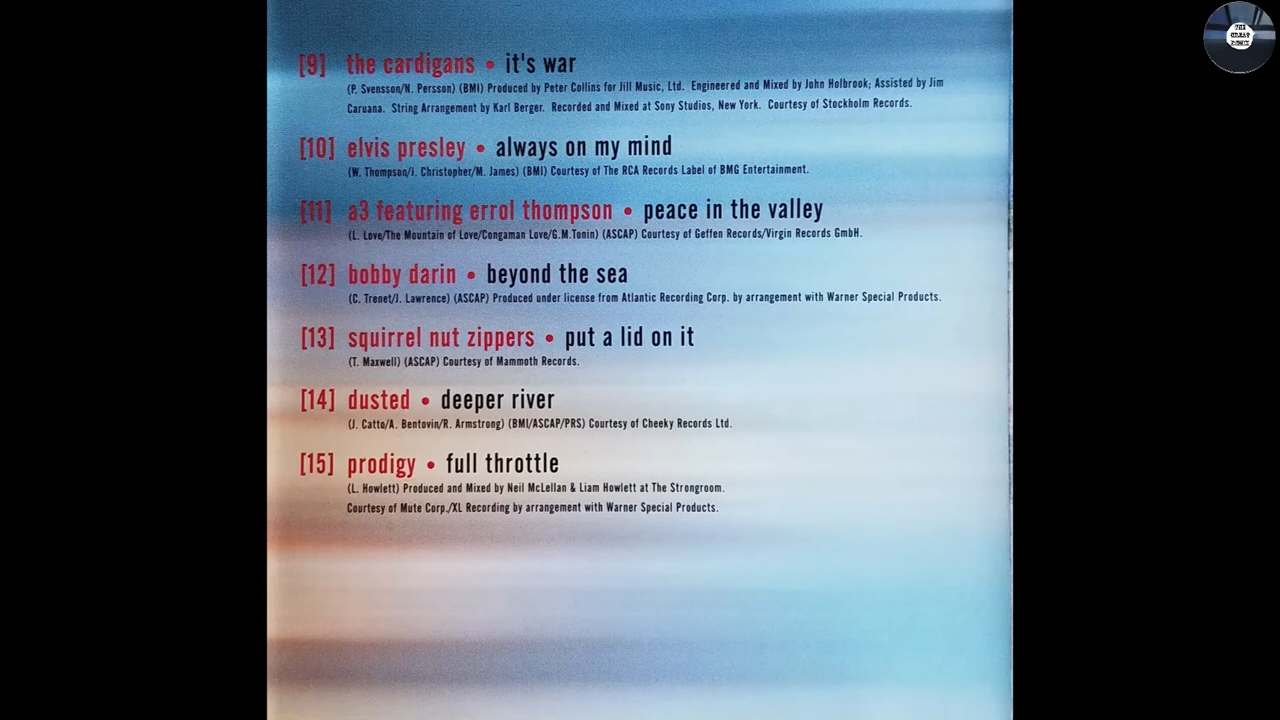 [9] the cardigans • it's war
(P. Svensson/N. Persson) (BMI) Produced by Peter Collins for Jill Music, Ltd. Engineered and Mixed by John Holbrook; Assisted by Jim
Caruana. String Arrangement by Karl Berger. Recorded and Mixed at Sony Studios, New York. Courtesy of Stockholm Records.
[10] elvis presley • always on my mind
(W. Thompson/J. Christopher/M. James) (BMI) Courtesy of The RCA Records Label of BMG Entertainment.
[11] a3 featuring errol thompson • peace in the valley
(L. Love/The Mountain of Love/Congaman Love/G.M.Tonin) (ASCAP) Courtesy of Geffen Records/Virgin Records GmbH.
[12] bobby darin • beyond the sea
(C. Trenet/J. Lawrence) (ASCAP) Produced under license from Atlantic Recording Corp. by arrangement with Warner Special Products.
[13] squirrel nut zippers • put a lid on it
(T. Maxwell) (ASCAP) Courtesy of Mammoth Records.
[14] dusted • deeper river
(J. Catto/A. Bentovin/R. Armstrong) (BMI/ASCAP/PRS) Courtesy of Cheeky Records Ltd.
[15] prodigy • full throttle
(L. Howlett) Produced and Mixed by Neil McLellan & Liam Howlett at The Strongroom.
Courtesy of Mute Corp./XL Recording by arrangement with Warner Special Products.
THE
GREAT